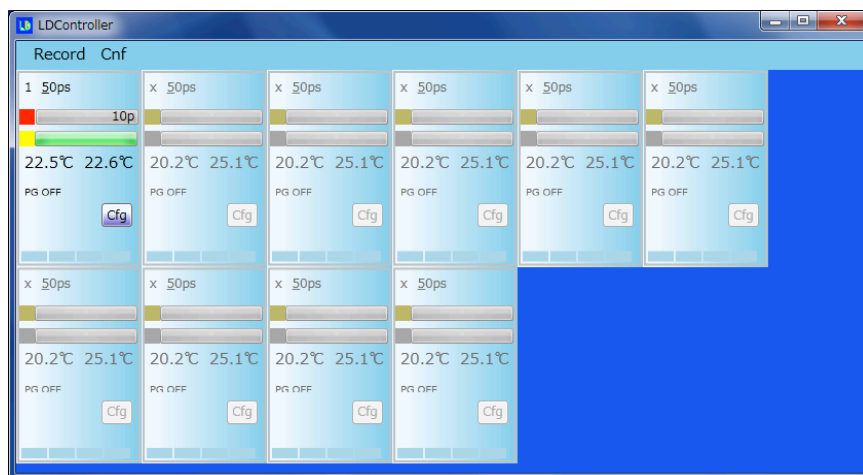 LD LDController
Record Cnf
1 50ps x 50ps x 50ps x 50ps x 50ps x 50ps
10p
22.5℃ 22.6℃ 20.2℃ 25.1℃ 20.2℃ 25.1℃ 20.2℃ 25.1℃ 20.2℃ 25.1℃ 20.2℃ 25.1℃
PG OFF PG OFF PG OFF PG OFF PG OFF PG OFF
Cfg Cfg Cfg Cfg Cfg Cfg
x 50ps x 50ps x 50ps x 50ps
20.2℃ 25.1℃ 20.2℃ 25.1℃ 20.2℃ 25.1℃ 20.2℃ 25.1℃
PG OFF PG OFF PG OFF PG OFF
Cfg Cfg Cfg Cfg